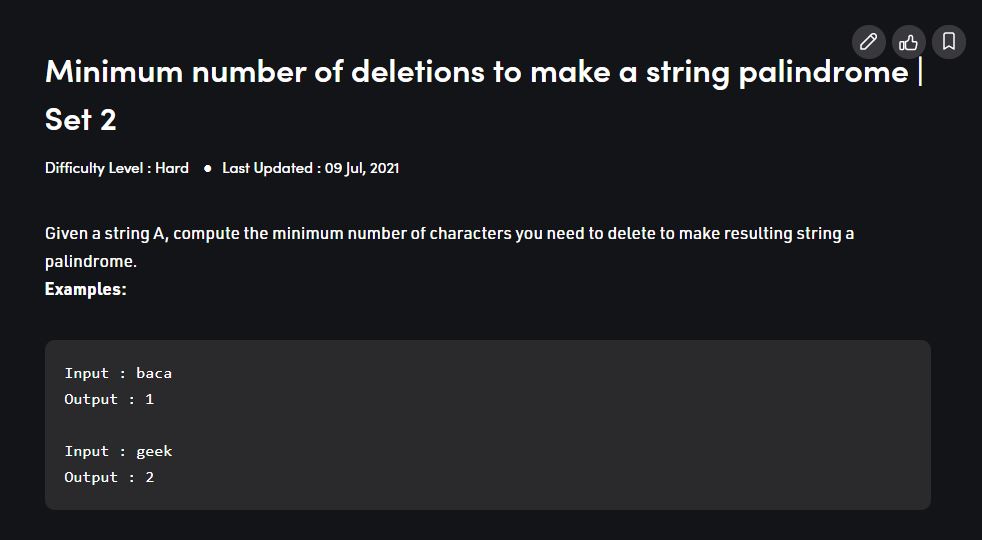 Minimum number of deletions to make a string palindrome |
Set 2
Difficulty Level : Hard ● Last Updated : 09 Jul, 2021
Given a string A, compute the minimum number of characters you need to delete to make resulting string a
palindrome.
Examples:
Input : baca
Output : 1
Input : geek
Output : 2